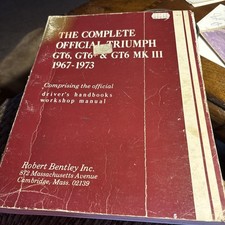 THE COMPLETE
OFFICIAL TRIUMPH
GT6, GT6+ & GT6 MK III
1967-1973
Comprising the official
driver's handbooks
workshop manual
Robert Bentley Inc.
872 Massachusetts Avenue
Cambridge, Mass. 02139